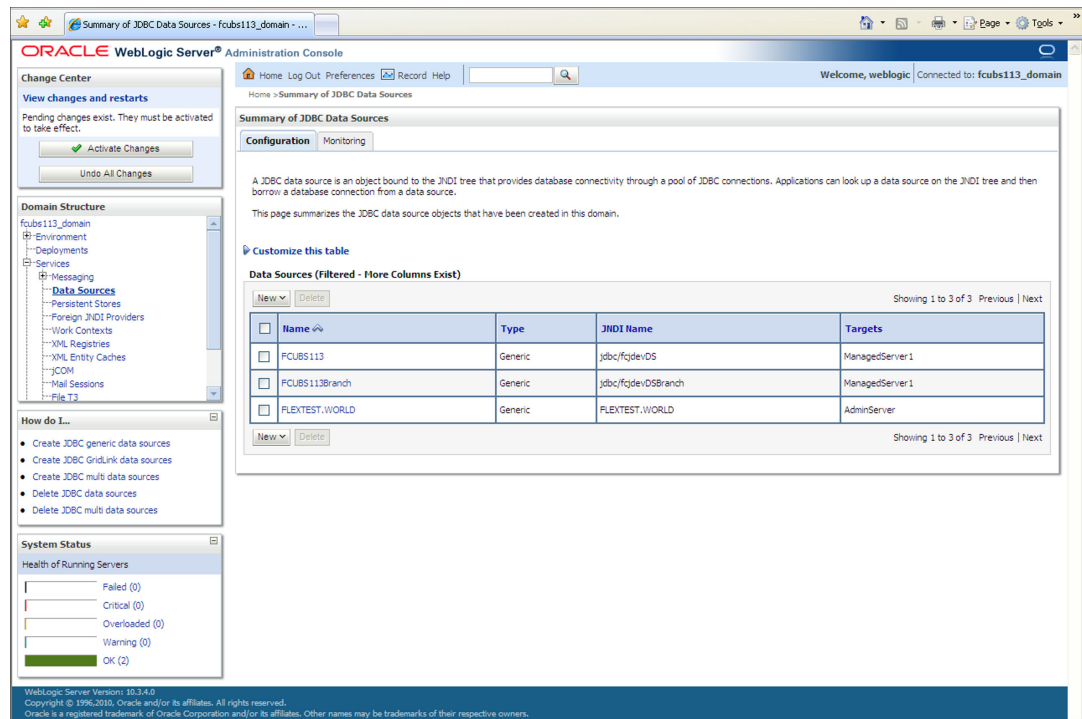 Summary of JDBC Data Sources - fcubs113_domain - ...
Page
Tools
»
ORACLE WebLogic Server® Administration Console
Change Center
View changes and restarts
Pending changes exist. They must be activated
to take effect.
Activate Changes
Undo All Changes
Domain Structure
fcubs113_domain
Environment
Deployments
Services
Messaging
Data Sources
Persistent Stores
Foreign JNDI Providers
Work Contexts
XML Registries
XML Entity Caches
jCOM
Mail Sessions
File T3
How do I...
Create JDBC generic data sources
Create JDBC GridLink data sources
Create JDBC multi data sources
Delete JDBC data sources
Delete JDBC multi data sources
System Status
Health of Running Servers
Failed (0)
Critical (0)
Overloaded (0)
Warning (0)
OK (2)
Home Log Out Preferences Record Help
Welcome, weblogic Connected to: fcubs113_domain
Home >Summary of JDBC Data Sources
Summary of JDBC Data Sources
Configuration Monitoring
A JDBC data source is an object bound to the JNDI tree that provides database connectivity through a pool of JDBC connections. Applications can look up a data source on the JNDI tree and then
borrow a database connection from a data source.
This page summarizes the JDBC data source objects that have been created in this domain.
Customize this table
Data Sources (Filtered - More Columns Exist)
New Delete Showing 1 to 3 of 3 Previous | Next
Name Type JNDI Name Targets
FCUBS113 Generic jdbc/fcjdevDS ManagedServer1
FCUBS113Branch Generic jdbc/fcjdevDSBranch ManagedServer1
FLEXTEST.WORLD Generic FLEXTEST.WORLD AdminServer
New Delete Showing 1 to 3 of 3 Previous | Next
WebLogic Server Version: 10.3.4.0
Copyright © 1996,2010, Oracle and/or its affiliates. All rights reserved.
Oracle is a registered trademark of Oracle Corporation and/or its affiliates. Other names may be trademarks of their respective owners.